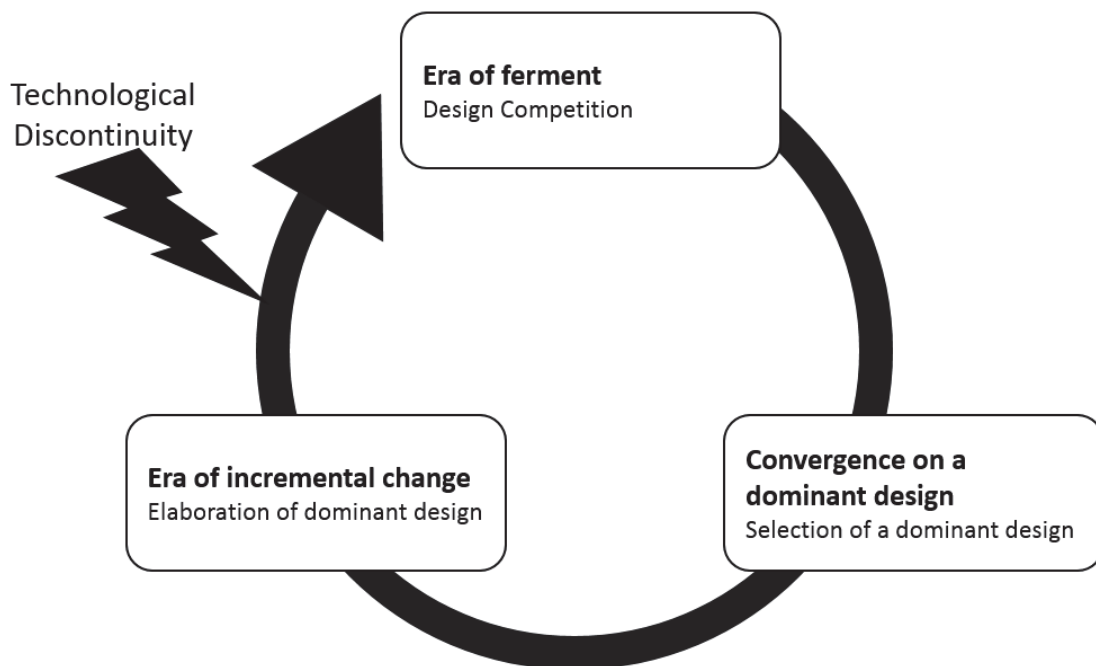 Technological
Discontinuity
Era of ferment
Design Competition
Convergence on a
dominant design
Selection of a dominant design
Era of incremental change
Elaboration of dominant design